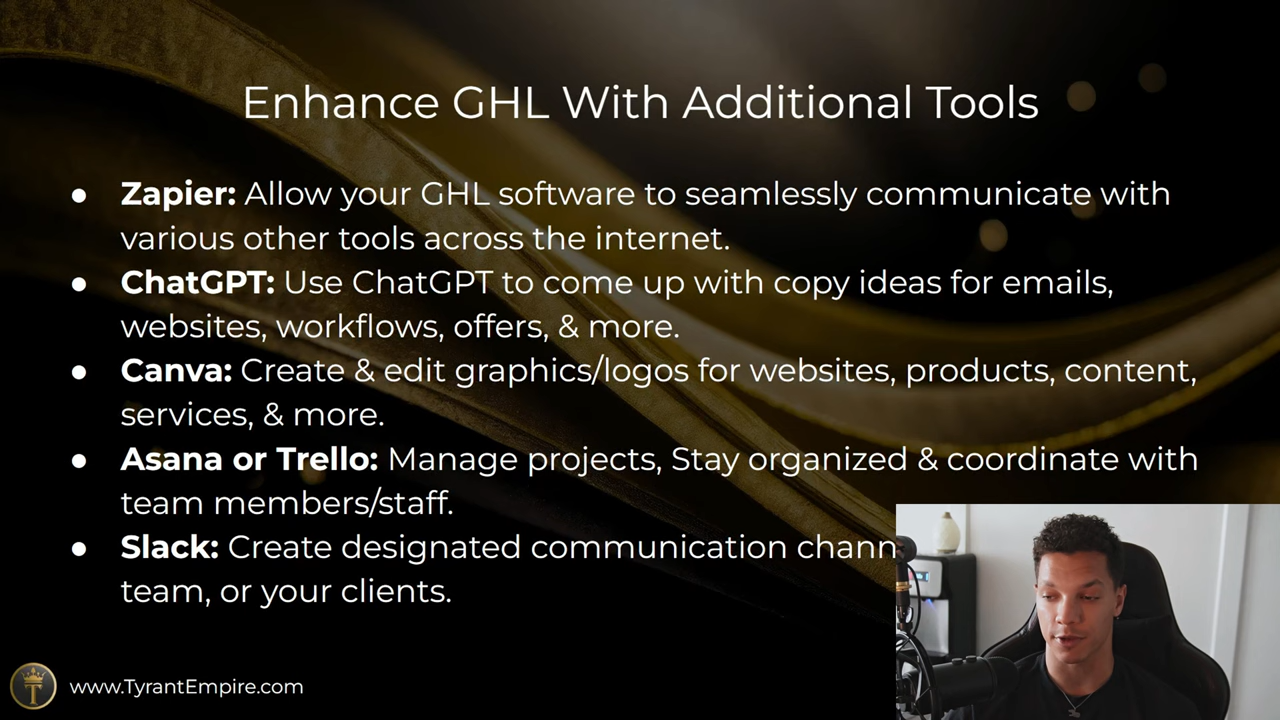 Enhance GHL With Additional Tools
● Zapier: Allow your GHL software to seamlessly communicate with
various other tools across the internet.
● ChatGPT: Use ChatGPT to come up with copy ideas for emails,
websites, workflows, offers, & more.
● Canva: Create & edit graphics/logos for websites, products, content,
services, & more.
● Asana or Trello: Manage projects, Stay organized & coordinate with
team members/staff.
● Slack: Create designated communication chann
team, or your clients.
T
www.TyrantEmpire.com